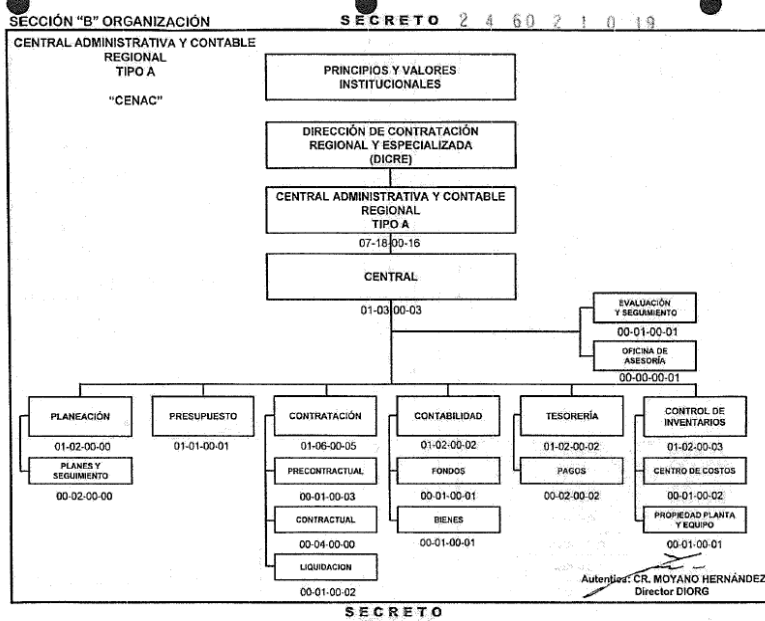 SECCIÓN "B" ORGANIZACIÓN
SECRETO 2 4 60 2 1 0 19
CENTRAL ADMINISTRATIVA Y CONTABLE
REGIONAL
TIPO A
"CENAC"
PRINCIPIOS Y VALORES
INSTITUCIONALES
DIRECCIÓN DE CONTRATACIÓN
REGIONAL Y ESPECIALIZADA
(DICRE)
CENTRAL ADMINISTRATIVA Y CONTABLE
REGIONAL
TIPO A
07-18-00-16
CENTRAL
01-03-00-03
EVALUACIÓN
Y SEGUIMIENTO
00-01-00-01
OFICINA DE
ASESORÍA
00-00-00-01
PLANEACIÓN
01-02-00-00
PLANES Y
SEGUIMIENTO
00-02-00-00
PRESUPUESTO
01-01-00-01
CONTRATACIÓN
01-06-00-05
PRECONTRACTUAL
00-01-00-03
CONTRACTUAL
00-04-00-00
LIQUIDACION
00-01-00-02
CONTABILIDAD
01-02-00-02
FONDOS
00-01-00-01
BIENES
00-01-00-01
TESORERÍA
01-02-00-02
PAGOS
00-02-00-02
CONTROL DE
INVENTARIOS
01-02-00-03
CENTRO DE COSTOS
00-01-00-02
PROPIEDAD PLANTA
Y EQUIPO
00-01-00-01
Autentica: CR. MOYANO HERNÁNDEZ
Director DIORG
SECRETO